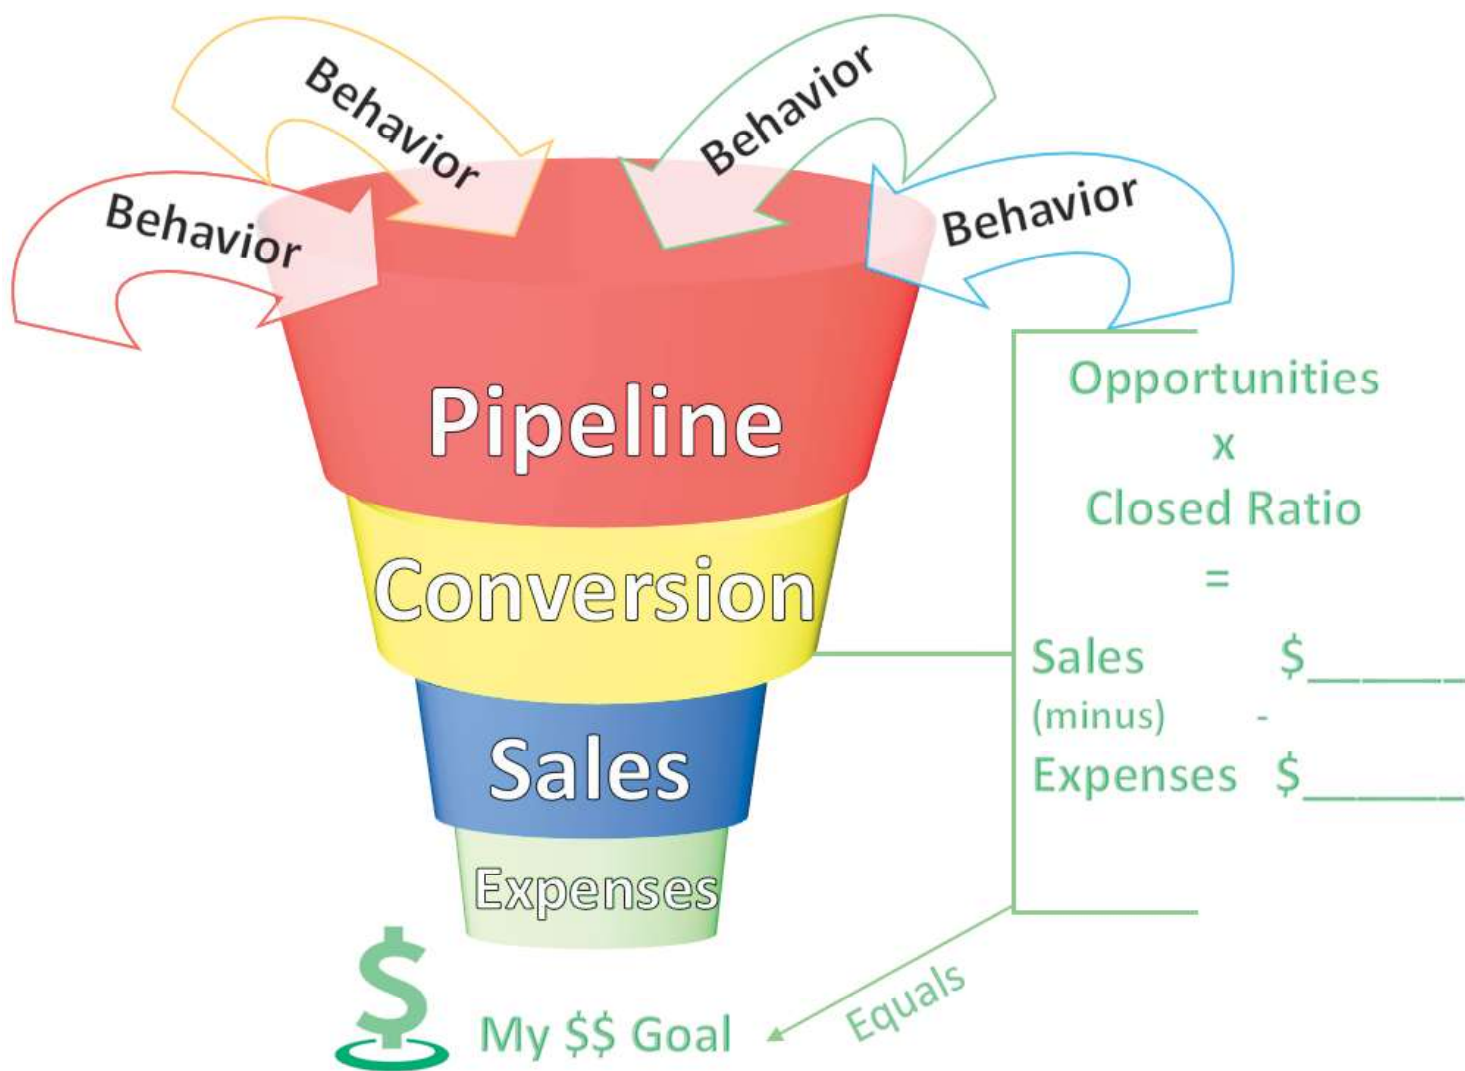 Behavior
Behavior
Behavior
Behavior
Pipeline
Conversion
Sales
Expenses
Opportunities
x
Closed Ratio
=
Sales $______
(minus) -
Expenses $______
Equals
$
My $$ Goal